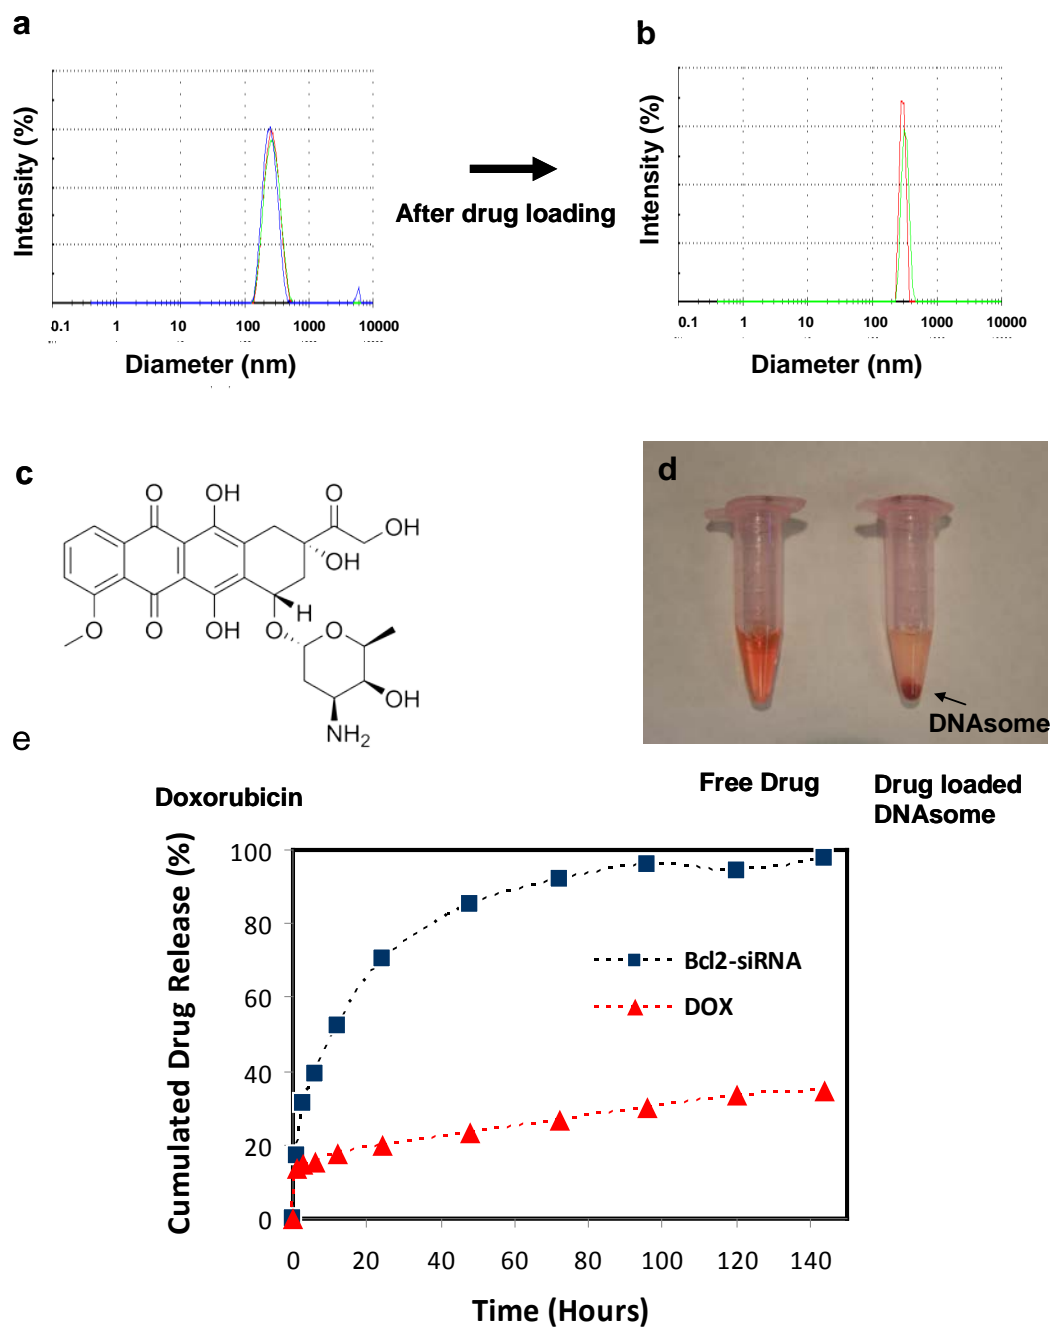 a
b
Intensity (%)
0.1 1 10 100 1000 10000
Diameter (nm)
After drug loading
Intensity (%)
0.1 1 10 100 1000 10000
Diameter (nm)
c
O OH O
OH
OH
H
O O OH O O
OH
NH2
Doxorubicin
d
DNAsome
Free Drug
Drug loaded
DNAsome
e
Cumulated Drug Release (%)
100
80
60
40
20
0
Bcl2-siRNA
DOX
0 20 40 60 80 100 120 140
Time (Hours)